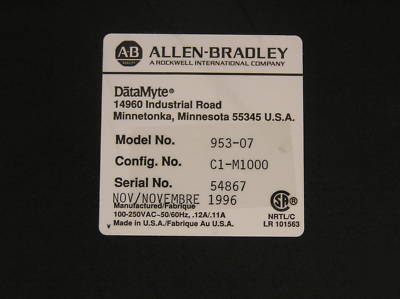 AB ALLEN-BRADLEY
A ROCKWELL INTERNATIONAL COMPANY
DataMyte®
14960 Industrial Road
Minnetonka, Minnesota 55345 U.S.A.
Model No. 953-07
Config. No. C1-M1000
Serial No. 54867
NOV/NOVEMBRE 1996
Manufactured/Fabrique
100-250VAC~50/60Hz, .12A/.11A
Made in U.S.A./Fabrique Au U.S.A.
SA
NRTL/C
LR 101563